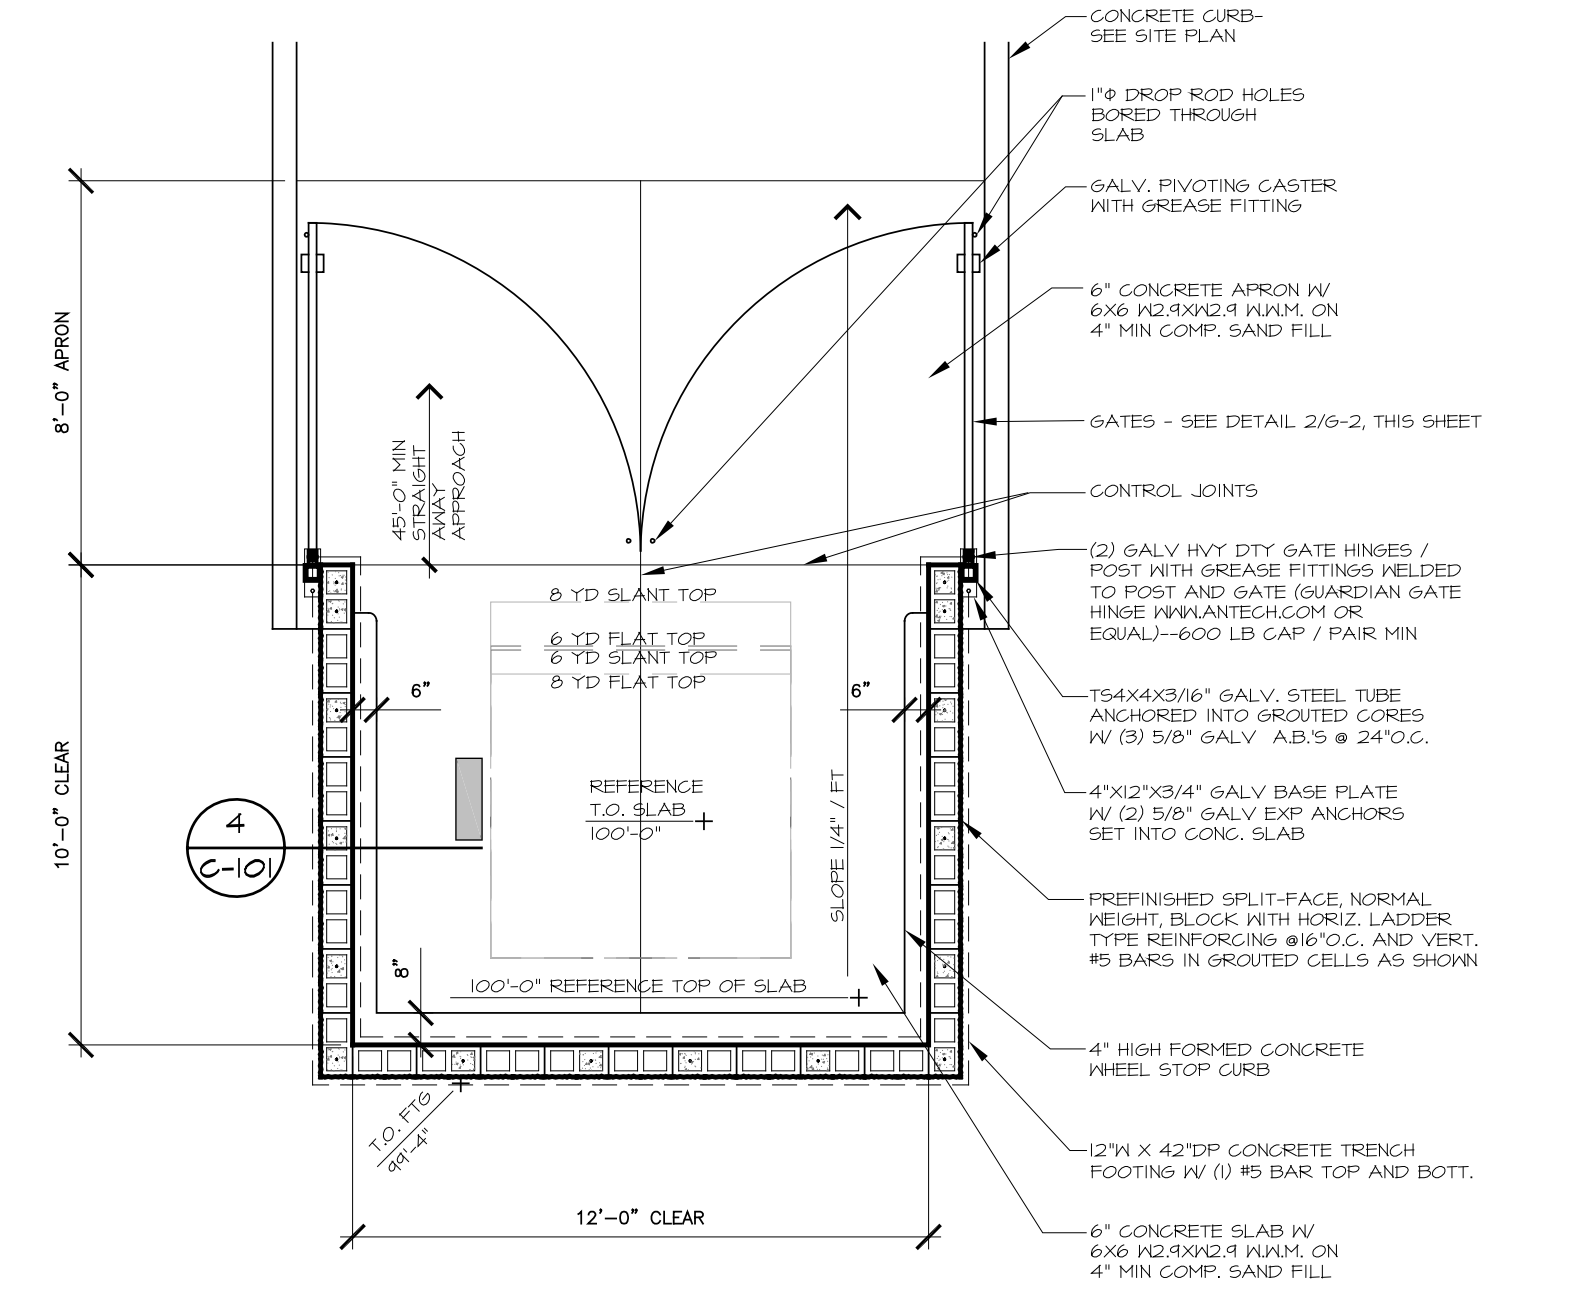 CONCRETE CURB-
SEE SITE PLAN
1"Φ DROP ROD HOLES
BORED THROUGH
SLAB
GALV. PIVOTING CASTER
WITH GREASE FITTING
6" CONCRETE APRON W/
6X6 W2.9XW2.9 W.W.M. ON
4" MIN COMP. SAND FILL
GATES - SEE DETAIL 2/G-2, THIS SHEET
CONTROL JOINTS
(2) GALV HVY DTY GATE HINGES /
POST WITH GREASE FITTINGS WELDED
TO POST AND GATE (GUARDIAN GATE
HINGE WWW.ANTECH.COM OR
EQUAL)--600 LB CAP / PAIR MIN
TS4X4X3/16" GALV. STEEL TUBE
ANCHORED INTO GROUTED CORES
W/ (3) 5/8" GALV A.B.'S @ 24"O.C.
4"X12"X3/4" GALV BASE PLATE
W/ (2) 5/8" GALV EXP ANCHORS
SET INTO CONC. SLAB
PREFINISHED SPLIT-FACE, NORMAL
WEIGHT, BLOCK WITH HORIZ. LADDER
TYPE REINFORCING @16"O.C. AND VERT.
#5 BARS IN GROUTED CELLS AS SHOWN
4" HIGH FORMED CONCRETE
WHEEL STOP CURB
12"W X 42"DP CONCRETE TRENCH
FOOTING W/ (1) #5 BAR TOP AND BOTT.
6" CONCRETE SLAB W/
6X6 W2.9XW2.9 W.W.M. ON
4" MIN COMP. SAND FILL
8'-0" APRON
45'-0" MIN
STRAIGHT
AWAY
APPROACH
8 YD SLANT TOP
6 YD FLAT TOP
6 YD SLANT TOP
8 YD FLAT TOP
6"
6"
10'-0" CLEAR
REFERENCE
T.O. SLAB
100'-0"
SLOPE 1/4" / FT
4
C-101
8"
100'-0" REFERENCE TOP OF SLAB
T.O. FTG
99'-4"
12'-0" CLEAR